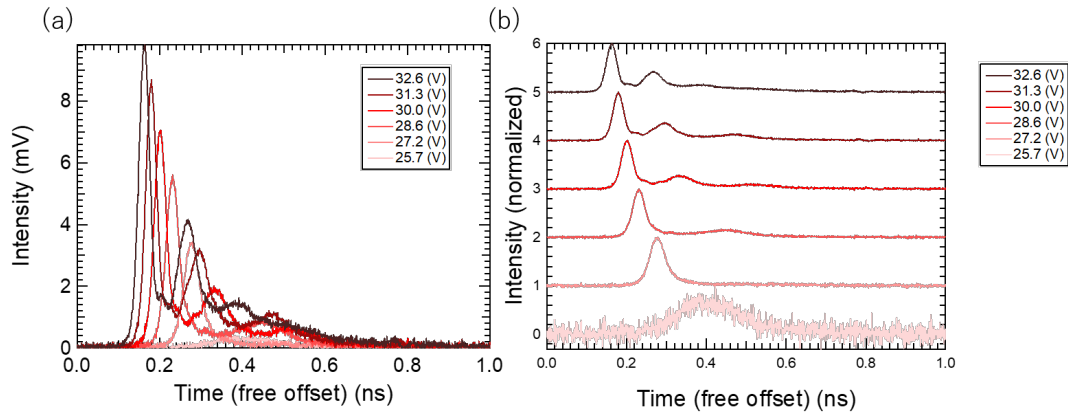 (a)
Intensity (mV)
8
6
4
2
0
0.0 0.2 0.4 0.6 0.8 1.0
Time (free offset) (ns)
32.6 (V)
31.3 (V)
30.0 (V)
28.6 (V)
27.2 (V)
25.7 (V)
(b)
Intensity (normalized)
6
5
4
3
2
1
0
0.0 0.2 0.4 0.6 0.8 1.0
Time (free offset) (ns)
32.6 (V)
31.3 (V)
30.0 (V)
28.6 (V)
27.2 (V)
25.7 (V)